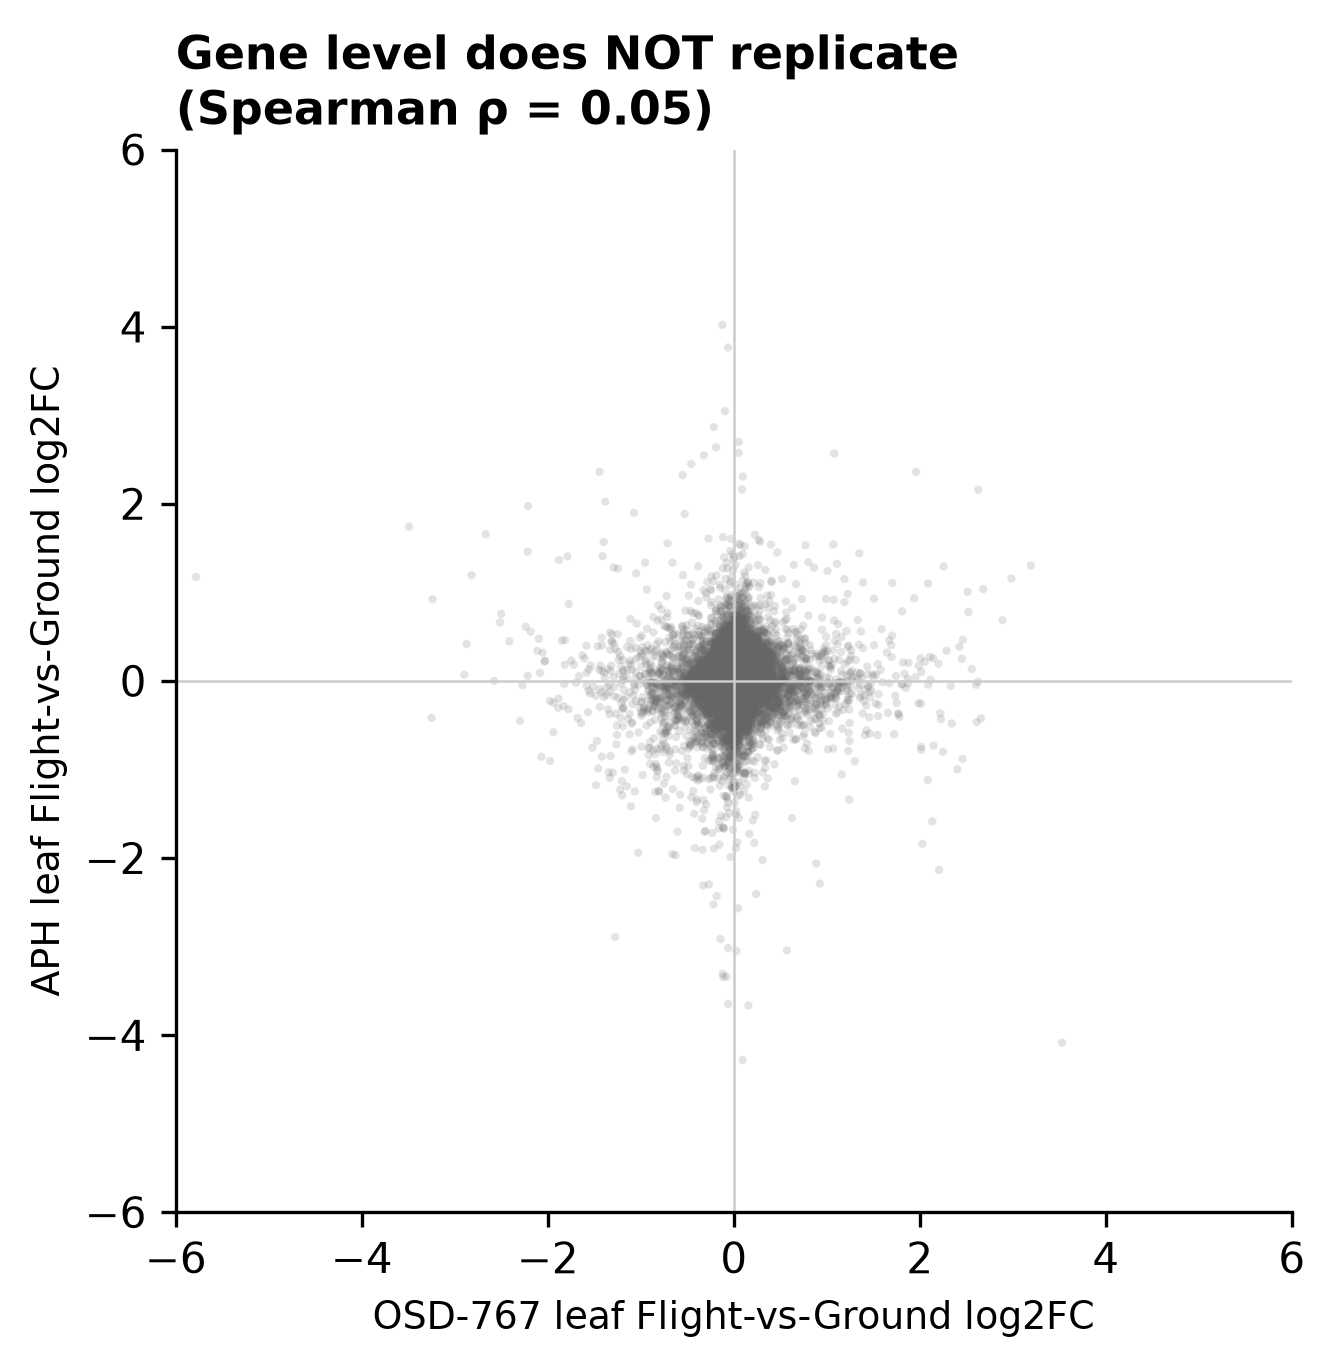 Gene level does NOT replicate
(Spearman ρ = 0.05)
6
4
2
0
−2
−4
−6
APH leaf Flight-vs-Ground log2FC
−6 −4 −2 0 2 4 6
OSD-767 leaf Flight-vs-Ground log2FC